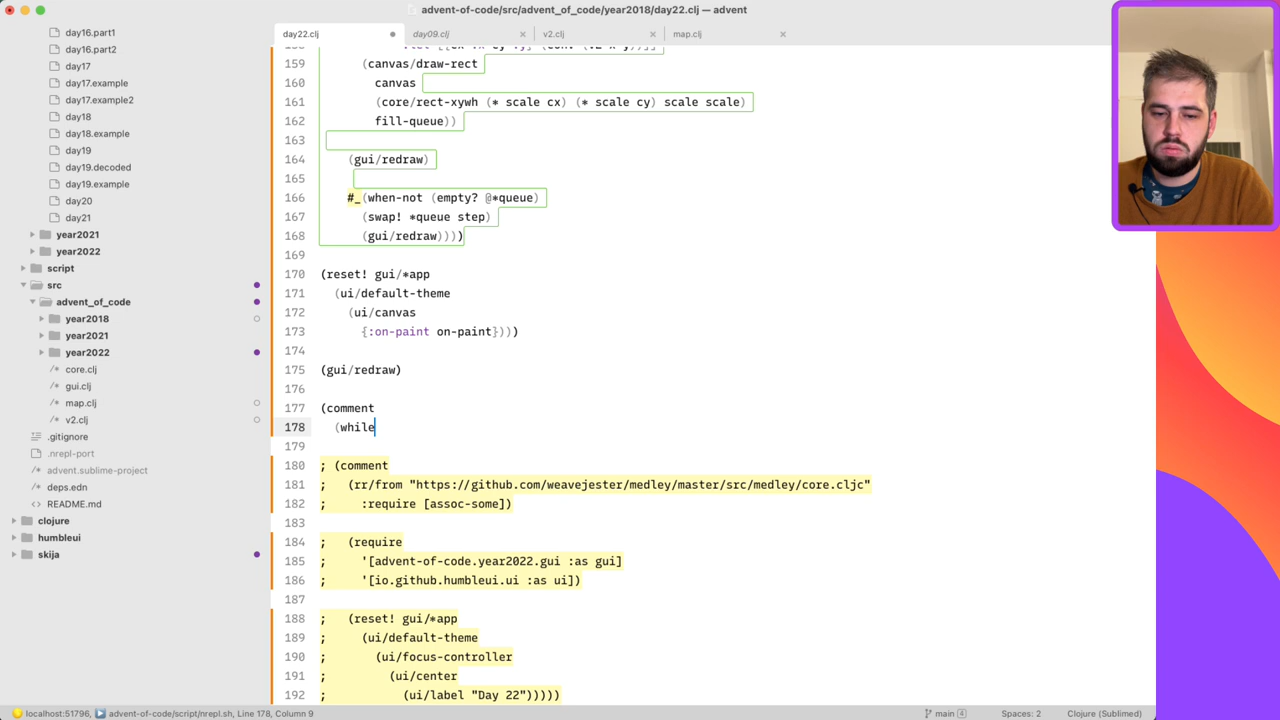 advent-of-code/src/advent_of_code/year2018/day22.clj — advent
day16.part1
day16.part2
day17
day17.example
day17.example2
day18
day18.example
day19
day19.decoded
day19.example
day20
day21
year2021
year2022
script
src
advent_of_code
year2018
year2021
year2022
core.clj
gui.clj
map.clj
v2.clj
.gitignore
.nrepl-port
advent.sublime-project
deps.edn
README.md
clojure
humbleui
skija
day22.clj
day09.clj
v2.clj
map.clj
159 (canvas/draw-rect
160 canvas
161 (core/rect-xywh (* scale cx) (* scale cy) scale scale)
162 fill-queue))
163
164 (gui/redraw)
165
166 #_(when-not (empty? @*queue)
167 (swap! *queue step)
168 (gui/redraw))))
169
170 (reset! gui/*app
171 (ui/default-theme
172 (ui/canvas
173 {:on-paint on-paint})))
174
175 (gui/redraw)
176
177 (comment
178 (while
179
180 ; (comment
181 ; (rr/from "https://github.com/weavejester/medley/master/src/medley/core.cljc"
182 ; :require [assoc-some])
183
184 ; (require
185 ; '[advent-of-code.year2022.gui :as gui]
186 ; '[io.github.humbleui.ui :as ui])
187
188 ; (reset! gui/*app
189 ; (ui/default-theme
190 ; (ui/focus-controller
191 ; (ui/center
192 ; (ui/label "Day 22")))))
localhost:51796, advent-of-code/script/nrepl.sh, Line 178, Column 9
main 4
Spaces: 2
Clojure (Sublimed)